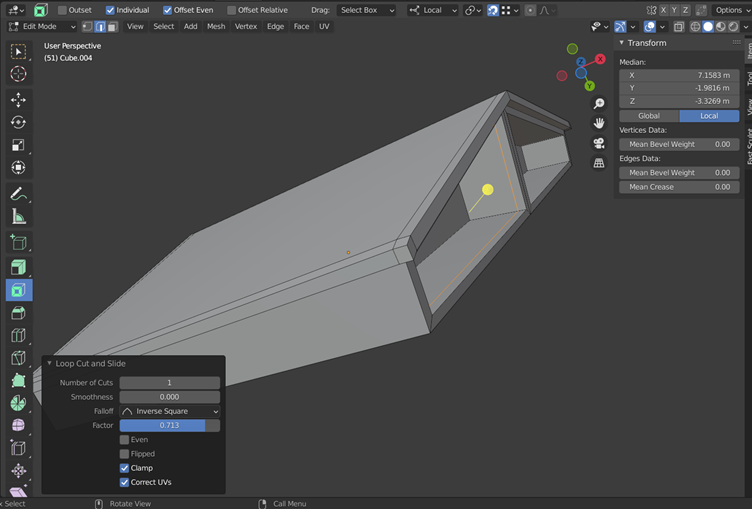 Outset Individual Offset Even Offset Relative Drag: Select Box Local Options
Edit Mode View Select Add Mesh Vertex Edge Face UV X Y Z
User Perspective
(51) Cube.004
X
Z
Y
Transform
Median:
X 7.1583 m
Y -1.9816 m
Z -3.3269 m
Global Local
Vertices Data:
Mean Bevel Weight 0.00
Edges Data:
Mean Bevel Weight 0.00
Mean Crease 0.00
Item
Tool
View
Loop Cut and Slide
Number of Cuts 1
Smoothness 0.000
Falloff Inverse Square
Factor 0.713
Even
Flipped
Clamp
Correct UVs
x Select Rotate View Call Menu